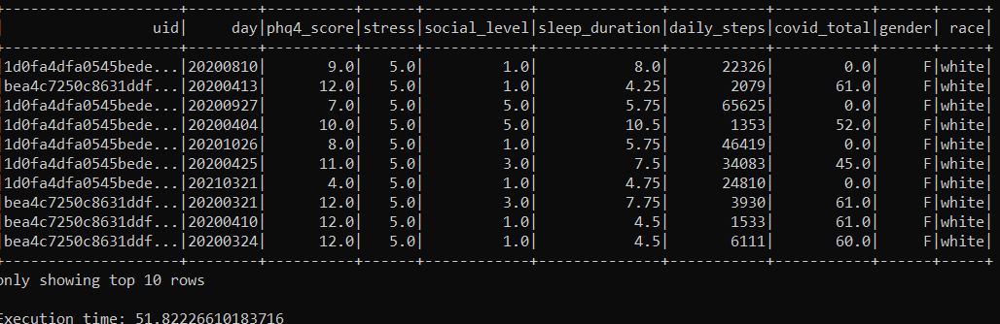 +-------------------+--------+----------+------+------------+--------------+-----------+-----------+------+-----+
| uid| day|phq4_score|stress|social_level|sleep_duration|daily_steps|covid_total|gender| race|
+-------------------+--------+----------+------+------------+--------------+-----------+-----------+------+-----+
|1d0fa4dfa0545bede...|20200810| 9.0| 5.0| 1.0| 8.0| 22326| 0.0| F|white|
|bea4c7250c8631ddf...|20200413| 12.0| 5.0| 1.0| 4.25| 2079| 61.0| F|white|
|1d0fa4dfa0545bede...|20200927| 7.0| 5.0| 5.0| 5.75| 65625| 0.0| F|white|
|1d0fa4dfa0545bede...|20200404| 10.0| 5.0| 5.0| 10.5| 1353| 52.0| F|white|
|1d0fa4dfa0545bede...|20201026| 8.0| 5.0| 1.0| 5.75| 46419| 0.0| F|white|
|1d0fa4dfa0545bede...|20200425| 11.0| 5.0| 3.0| 7.5| 34083| 45.0| F|white|
|1d0fa4dfa0545bede...|20210321| 4.0| 5.0| 1.0| 4.75| 24810| 0.0| F|white|
|bea4c7250c8631ddf...|20200321| 12.0| 5.0| 3.0| 7.75| 3930| 61.0| F|white|
|bea4c7250c8631ddf...|20200410| 12.0| 5.0| 1.0| 4.5| 1533| 61.0| F|white|
|bea4c7250c8631ddf...|20200324| 12.0| 5.0| 1.0| 4.5| 6111| 60.0| F|white|
+-------------------+--------+----------+------+------------+--------------+-----------+-----------+------+-----+
only showing top 10 rows
Execution time: 51.82226610183716